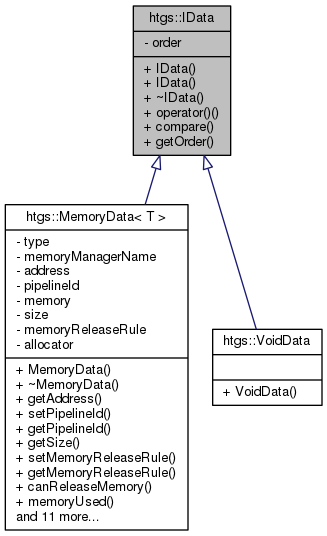 htgs::IData
- order
+ IData()
+ IData()
+ ~IData()
+ operator()()
+ compare()
+ getOrder()
htgs::MemoryData< T >
- type
- memoryManagerName
- address
- pipelineId
- memory
- size
- memoryReleaseRule
- allocator
+ MemoryData()
+ ~MemoryData()
+ getAddress()
+ setPipelineId()
+ getPipelineId()
+ getSize()
+ setMemoryReleaseRule()
+ getMemoryReleaseRule()
+ canReleaseMemory()
+ memoryUsed()
and 11 more...
htgs::VoidData
+ VoidData()